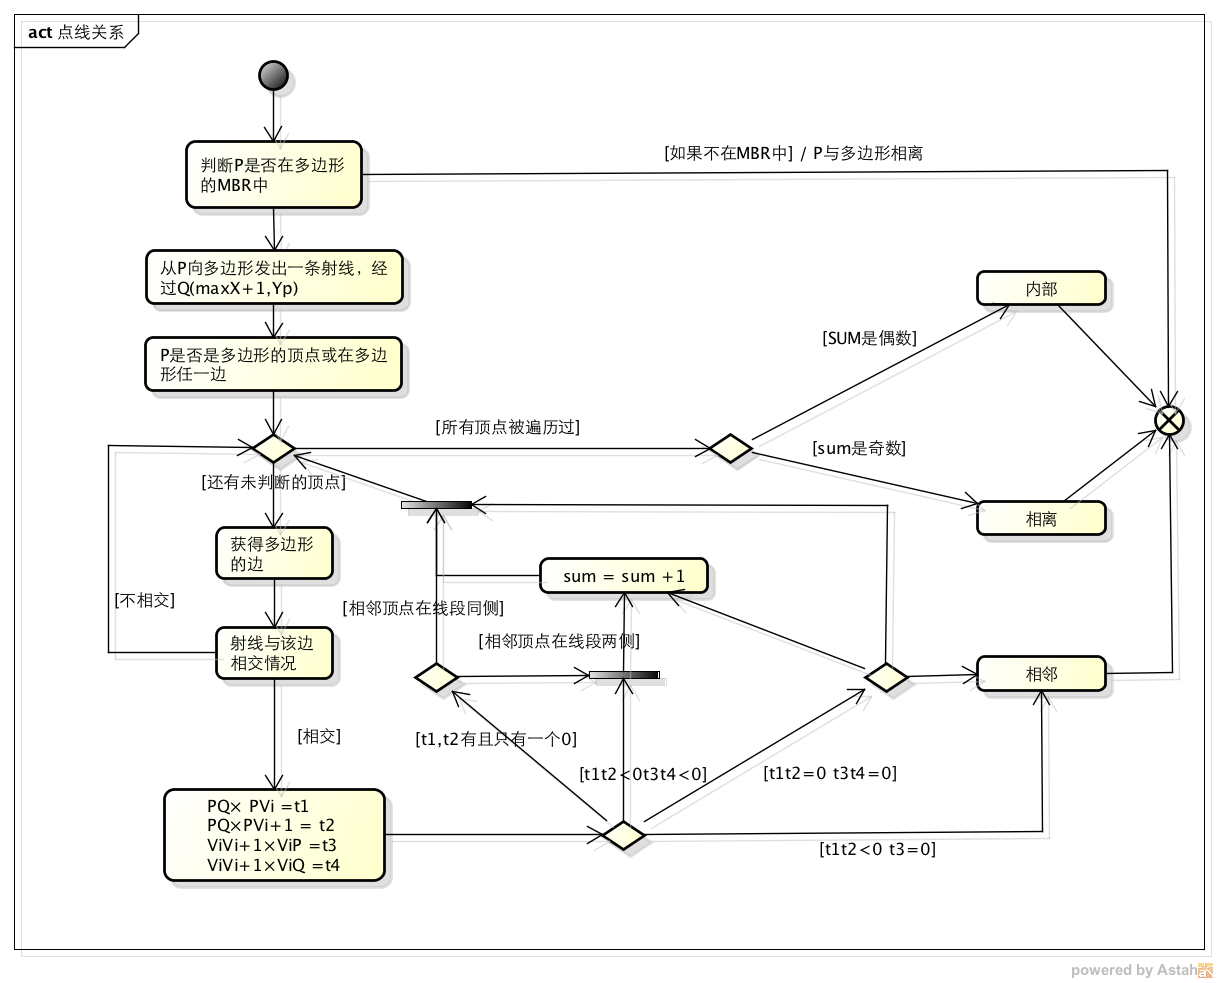 act 点线关系
判断P是否在多边形
的MBR中
[如果不在MBR中] / P与多边形相离
从P向多边形发出一条射线，经
过Q(maxX+1,Yp)
内部
[SUM是偶数]
P是否是多边形的顶点或在多边
形任一边
[所有顶点被遍历过]
[sum是奇数]
[还有未判断的顶点]
相离
获得多边形
的边
sum = sum +1
[不相交]
[相邻顶点在线段同侧]
射线与该边
相交情况
[相邻顶点在线段两侧]
相邻
[相交]
[t1,t2有且只有一个0]
[t1t2<0t3t4<0]
[t1t2=0 t3t4=0]
PQ× PVi =t1
PQ×PVi+1 = t2
ViVi+1×ViP =t3
ViVi+1×ViQ =t4
[t1t2<0 t3=0]
powered by Astah